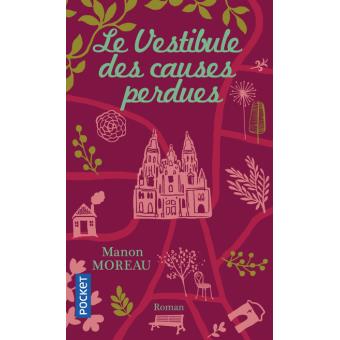 Le Vestibule
des causes
perdues
Manon
MOREAU
POCKET
Roman